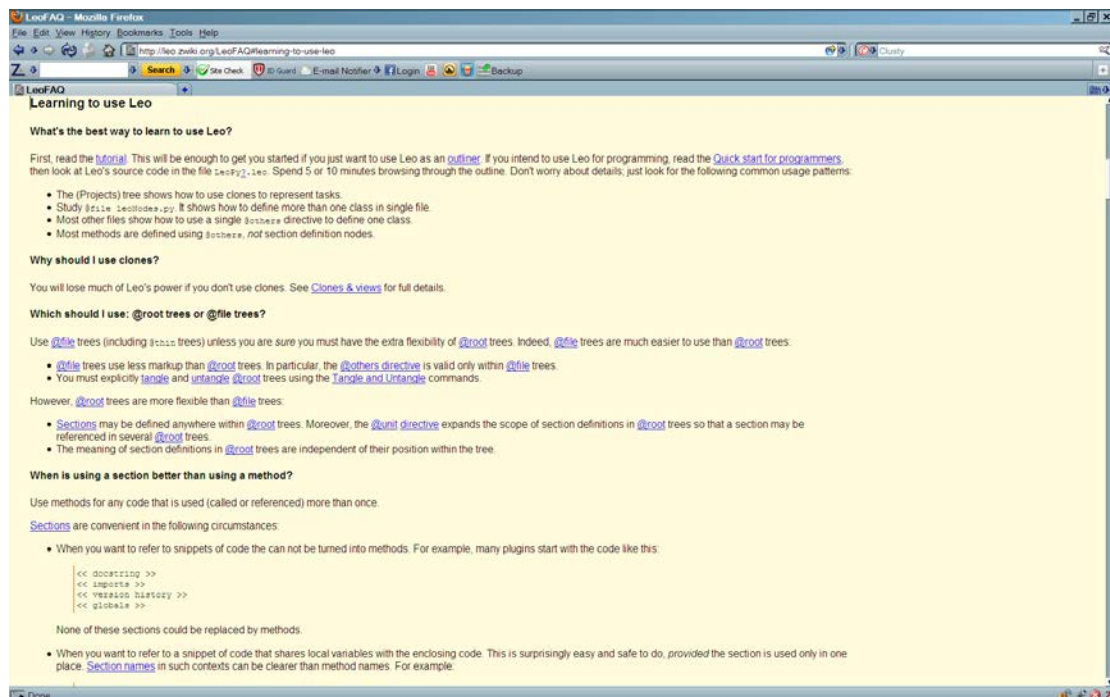 LeoFAQ - Mozilla Firefox
File Edit View History Bookmarks Tools Help
http://leo.zwiki.org/LeoFAQ#learning-to-use-leo
Clusty
Search Site Check ID Guard E-mail Notifier Login Backup
LeoFAQ
Learning to use Leo
What's the best way to learn to use Leo?
First, read the tutorial. This will be enough to get you started if you just want to use Leo as an outliner. If you intend to use Leo for programming, read the Quick start for programmers,
then look at Leo's source code in the file LeoPy?.leo. Spend 5 or 10 minutes browsing through the outline. Don't worry about details; just look for the following common usage patterns:
The (Projects) tree shows how to use clones to represent tasks.
Study @file leoNodes.py. It shows how to define more than one class in single file.
Most other files show how to use a single @others directive to define one class.
Most methods are defined using @others, not section definition nodes.
Why should I use clones?
You will lose much of Leo's power if you don't use clones. See Clones & views for full details.
Which should I use: @root trees or @file trees?
Use @file trees (including @thin trees) unless you are sure you must have the extra flexibility of @root trees. Indeed, @file trees are much easier to use than @root trees:
@file trees use less markup than @root trees. In particular, the @others directive is valid only within @file trees.
You must explicitly tangle and untangle @root trees using the Tangle and Untangle commands.
However, @root trees are more flexible than @file trees:
Sections may be defined anywhere within @root trees. Moreover, the @unit directive expands the scope of section definitions in @root trees so that a section may be
referenced in several @root trees.
The meaning of section definitions in @root trees are independent of their position within the tree.
When is using a section better than using a method?
Use methods for any code that is used (called or referenced) more than once.
Sections are convenient in the following circumstances:
When you want to refer to snippets of code the can not be turned into methods. For example, many plugins start with the code like this:
<< docstring >>
<< imports >>
<< version history >>
<< globals >>
None of these sections could be replaced by methods.
When you want to refer to a snippet of code that shares local variables with the enclosing code. This is surprisingly easy and safe to do, provided the section is used only in one
place. Section names in such contexts can be clearer than method names. For example:
Done